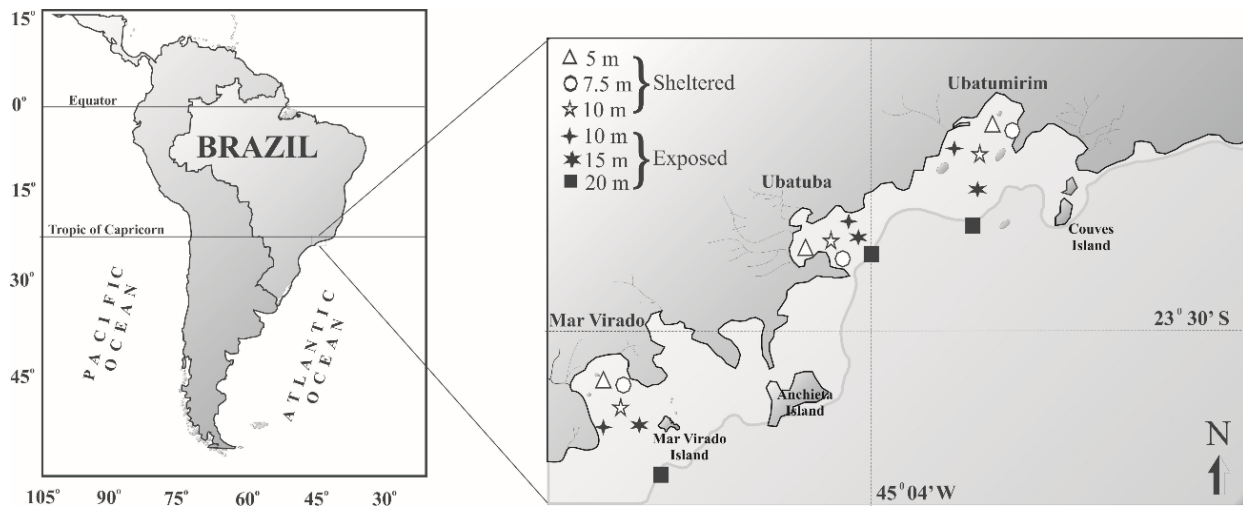 15°
0°
15°
30°
45°
Equator
BRAZIL
Tropic of Capricorn
PACIFIC
OCEAN
ATLANTIC
OCEAN
105° 90° 75° 60° 45° 30°
5 m
7.5 m
10 m
Sheltered
10 m
15 m
20 m
Exposed
Ubatumirim
Ubatuba
Couves
Island
Mar Virado
23° 30' S
Anchieta
Island
Mar Virado
Island
45° 04' W
N